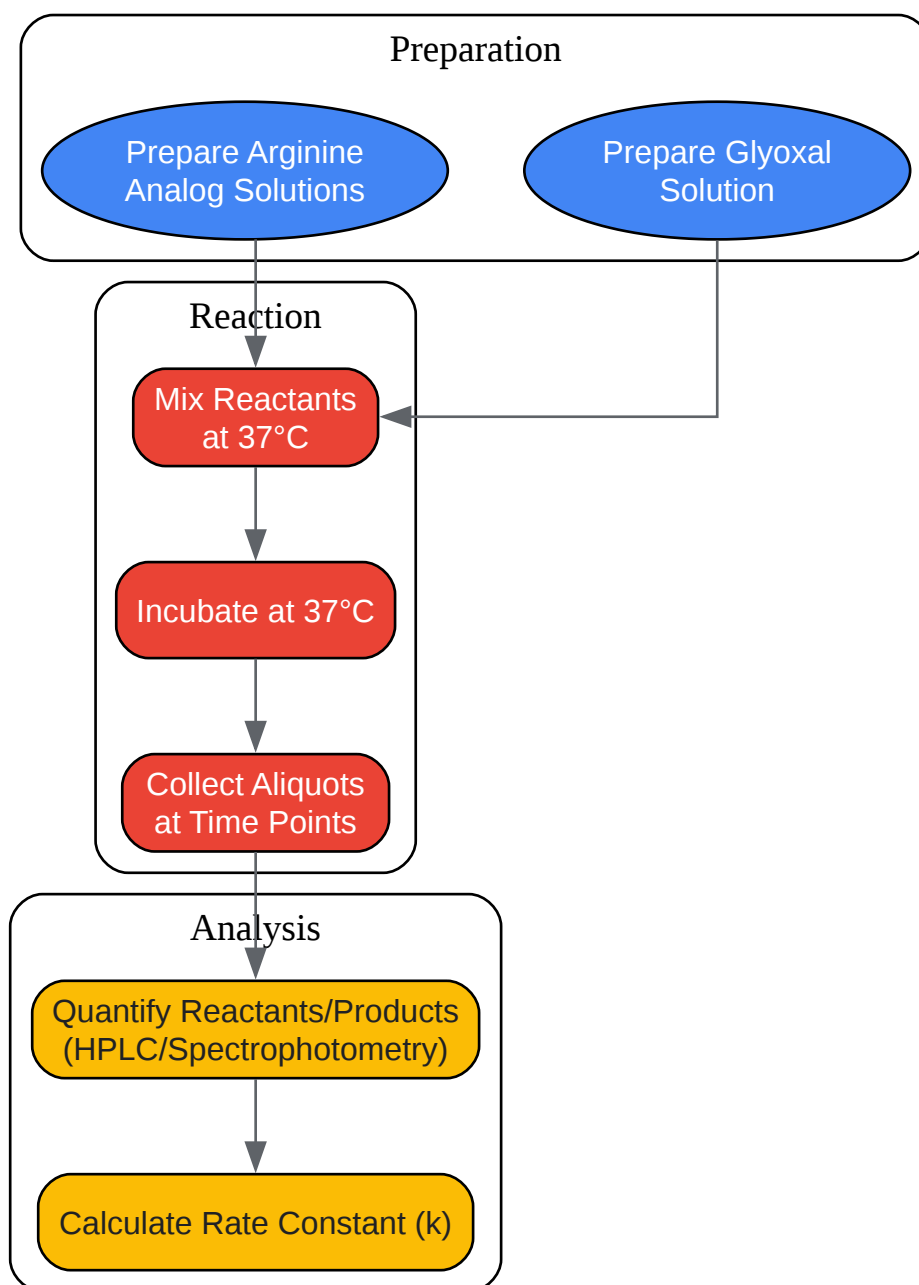 Preparation
Prepare Arginine
Analog Solutions
Prepare Glyoxal
Solution
Reaction
Mix Reactants
at 37°C
Incubate at 37°C
Collect Aliquots
at Time Points
Analysis
Quantify Reactants/Products
(HPLC/Spectrophotometry)
Calculate Rate Constant (k)